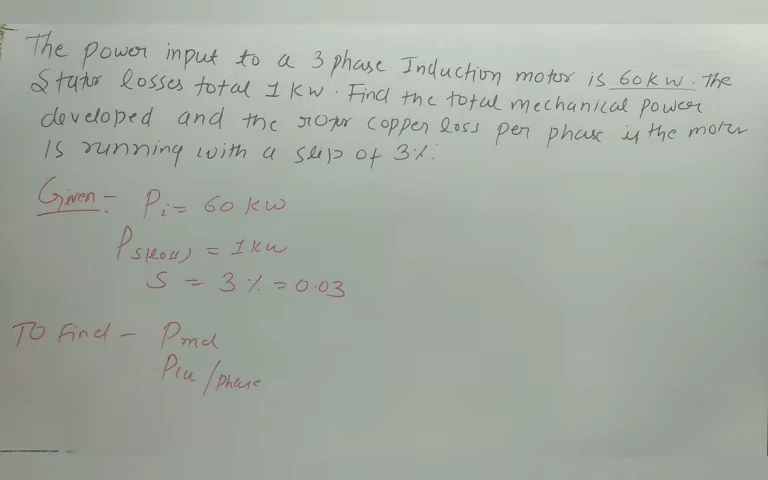 The power input to a 3 phase Induction motor is 60 kw. The
Stator losses total 1 kw. Find the total mechanical power
developed and the rotor copper loss per phase if the motor
is running with a slip of 3%.
Given - Pi = 60 kw
Ps(loss) = 1 kw
S = 3% = 0.03
To find - Pmd
Pcu/phase